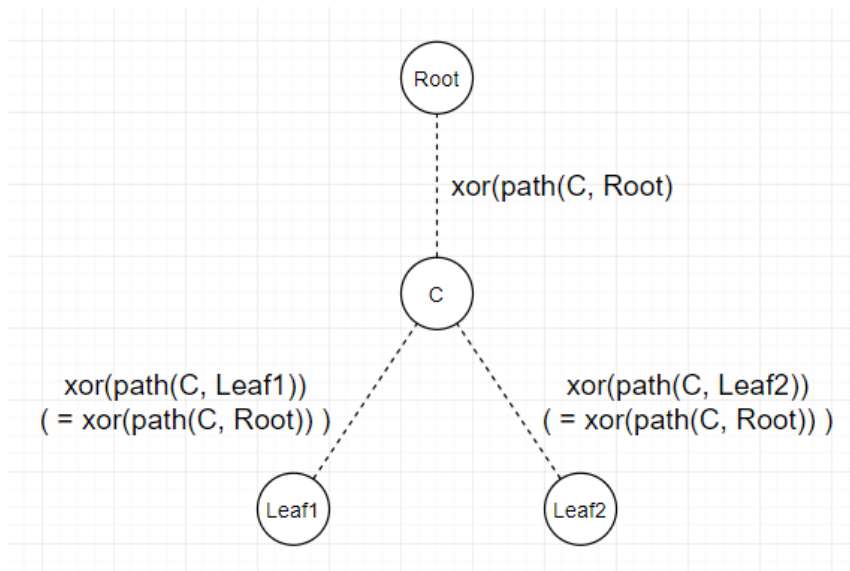 Root
xor(path(C, Root)
C
xor(path(C, Leaf1))
( = xor(path(C, Root)) )
xor(path(C, Leaf2))
( = xor(path(C, Root)) )
Leaf1
Leaf2